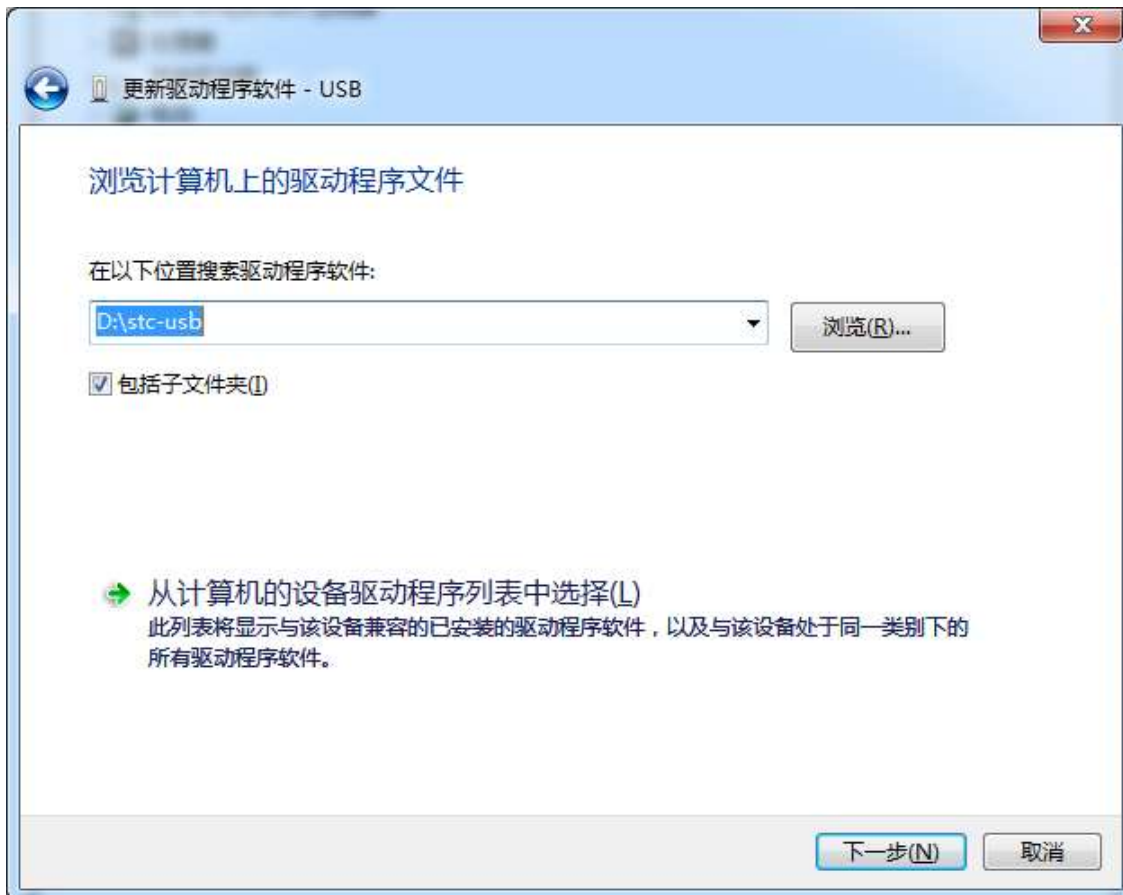 更新驱动程序软件 - USB
浏览计算机上的驱动程序文件
在以下位置搜索驱动程序软件:
D:\stc-usb
浏览(R)...
包括子文件夹(I)
从计算机的设备驱动程序列表中选择(L)
此列表将显示与该设备兼容的已安装的驱动程序软件，以及与该设备处于同一类别下的
所有驱动程序软件。
下一步(N)
取消